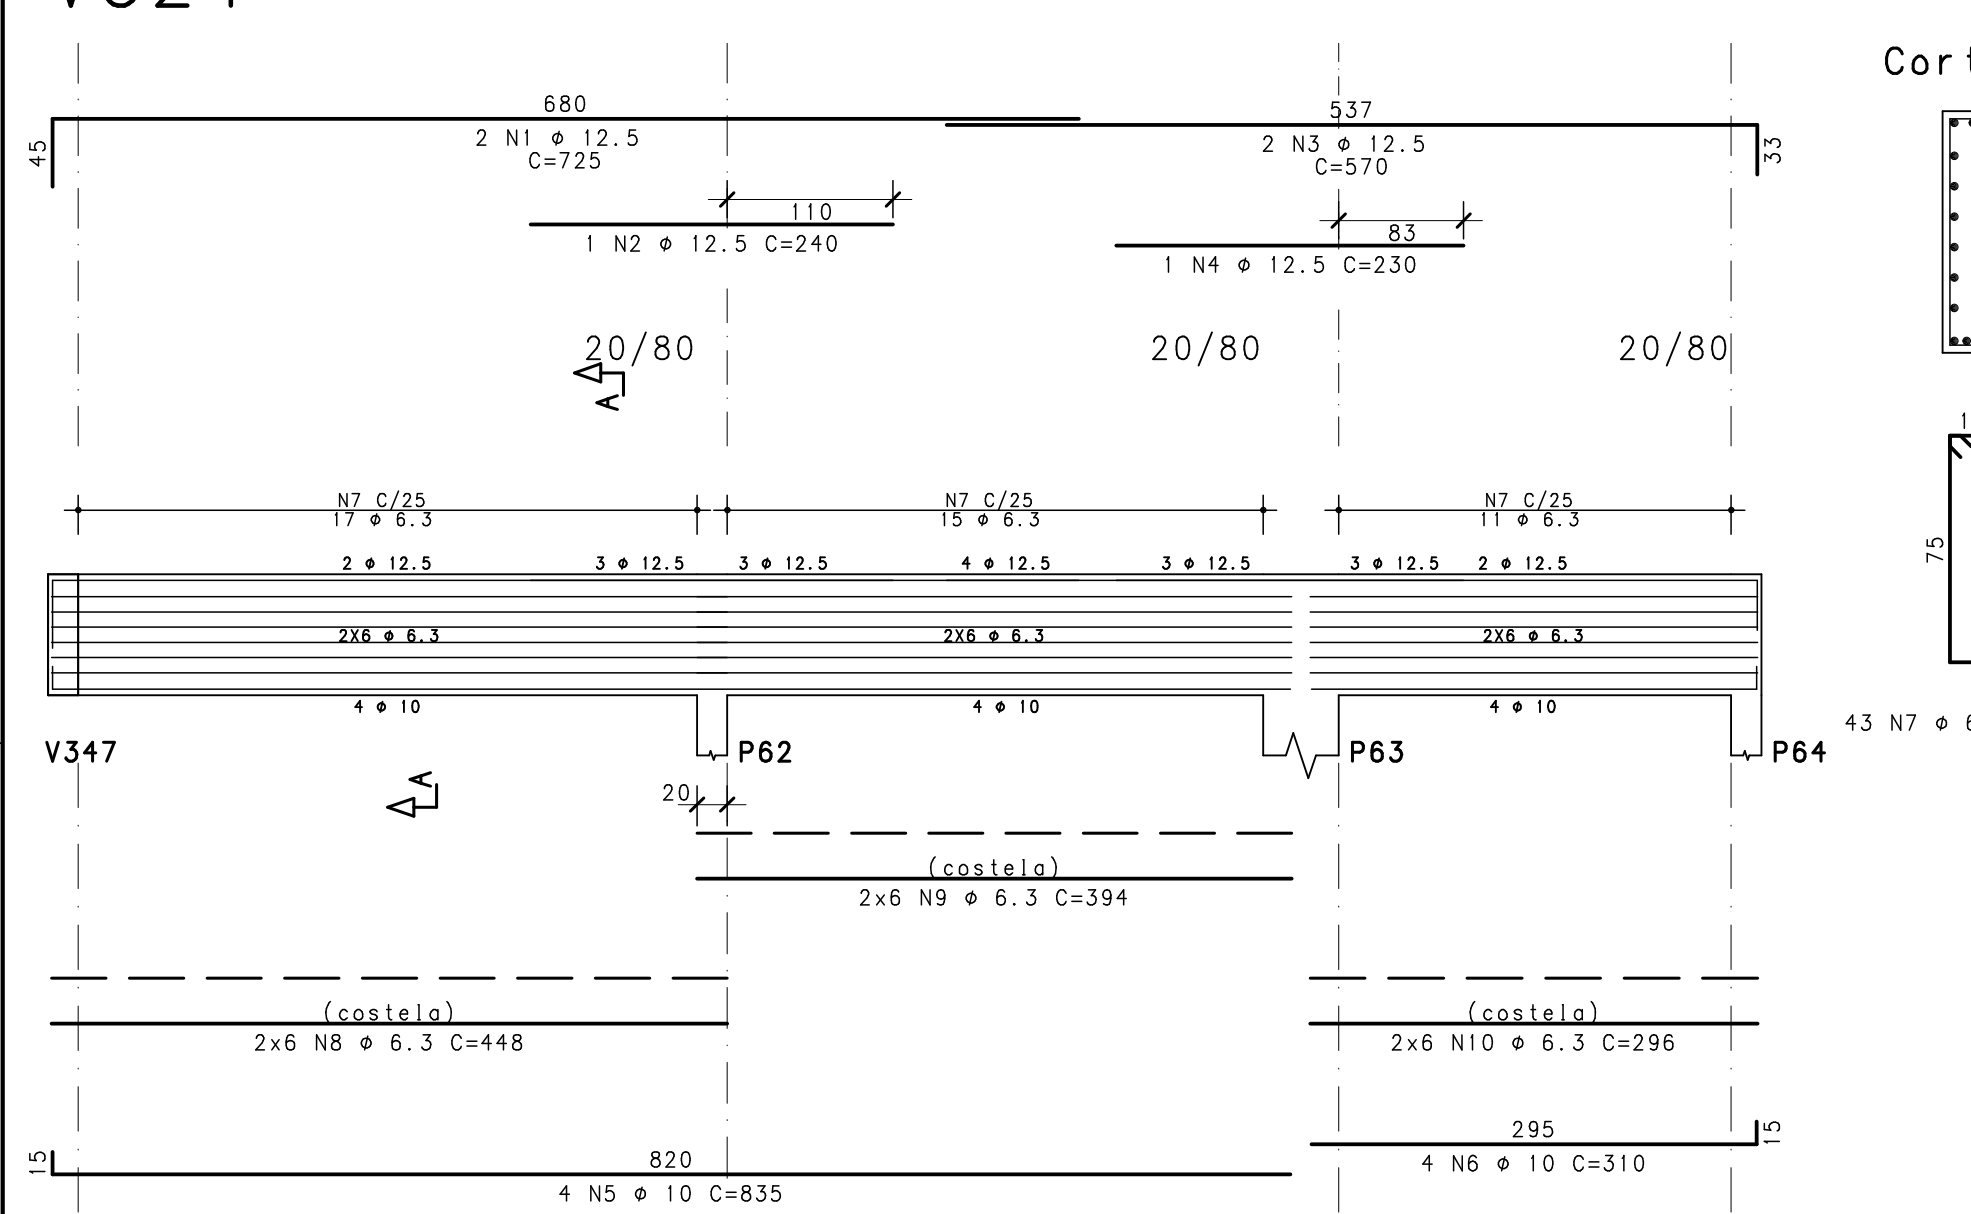 Cort
680
2 N1 ø 12.5
C=725
45
537
2 N3 ø 12.5
C=570
33
110
1 N2 ø 12.5 C=240
83
1 N4 ø 12.5 C=230
20/80
20/80
20/80
A
1
N7 C/25
17 ø 6.3
N7 C/25
15 ø 6.3
N7 C/25
11 ø 6.3
75
2 ø 12.5
3 ø 12.5
3 ø 12.5
4 ø 12.5
3 ø 12.5
3 ø 12.5
2 ø 12.5
2X6 ø 6.3
2X6 ø 6.3
2X6 ø 6.3
4 ø 10
4 ø 10
4 ø 10
43 N7 ø 6
V347
P62
P63
P64
A
20
(costela)
2x6 N9 ø 6.3 C=394
(costela)
2x6 N8 ø 6.3 C=448
(costela)
2x6 N10 ø 6.3 C=296
15
820
4 N5 ø 10 C=835
295
15
4 N6 ø 10 C=310